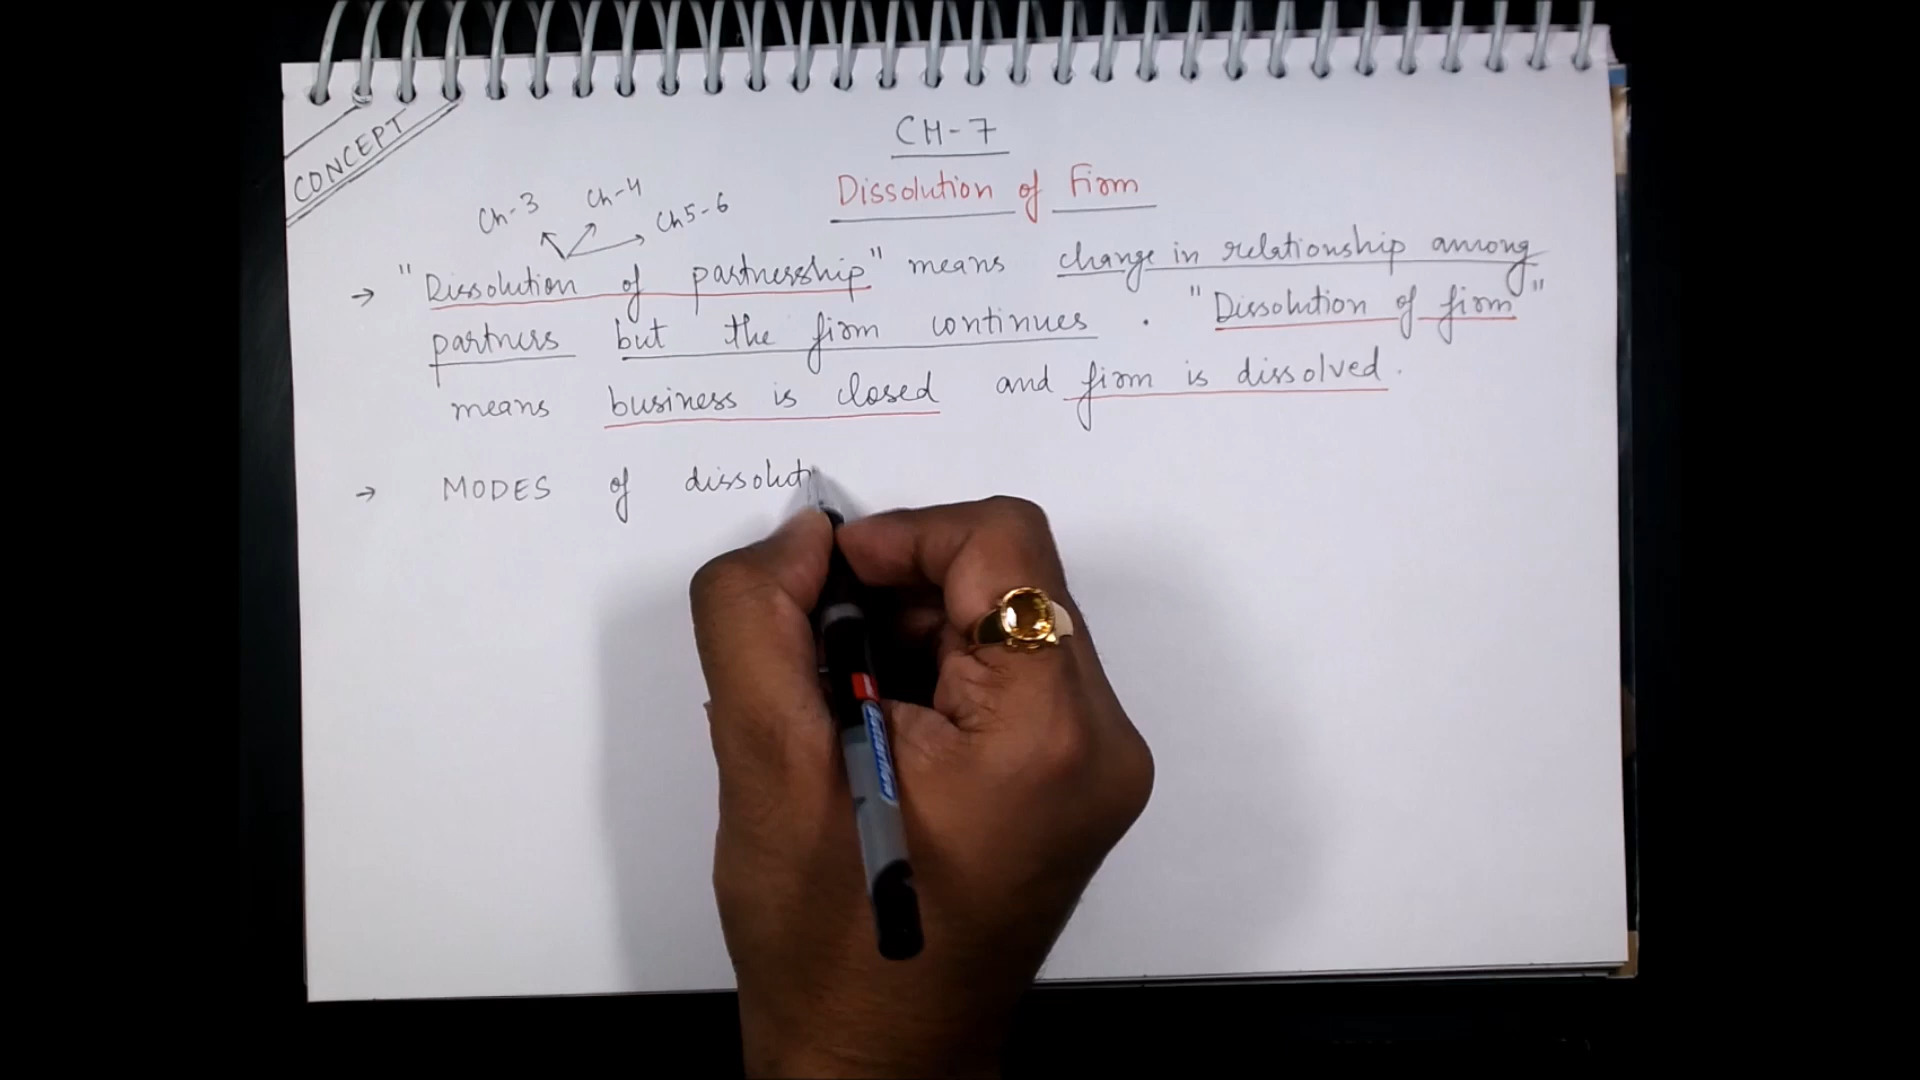 CONCEPT
CH-7
Dissolution of Firm
Ch-3
Ch-4
Ch5-6
→ "Dissolution of partnership" means change in relationship among
partners but the firm continues . "Dissolution of firm"
means business is closed and firm is dissolved.
→ MODES of dissoluti